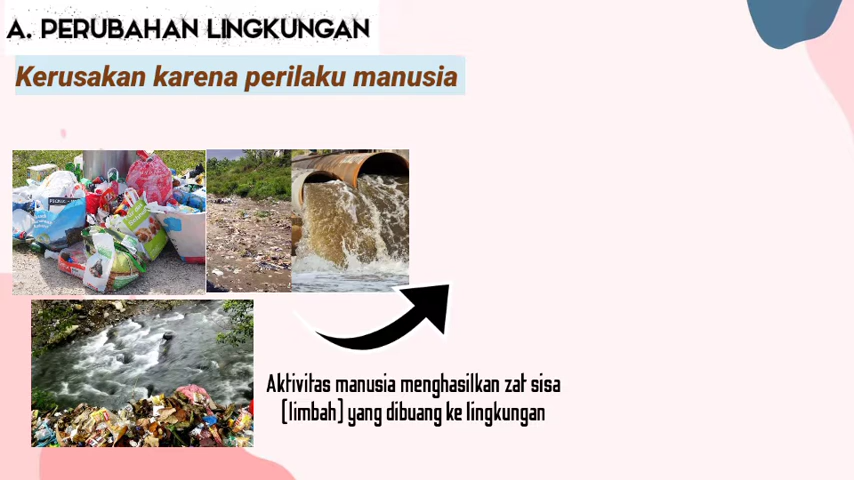 A. PERUBAHAN LINGKUNGAN
Kerusakan karena perilaku manusia
Aktivitas manusia menghasilkan zat sisa
(limbah) yang dibuang ke lingkungan